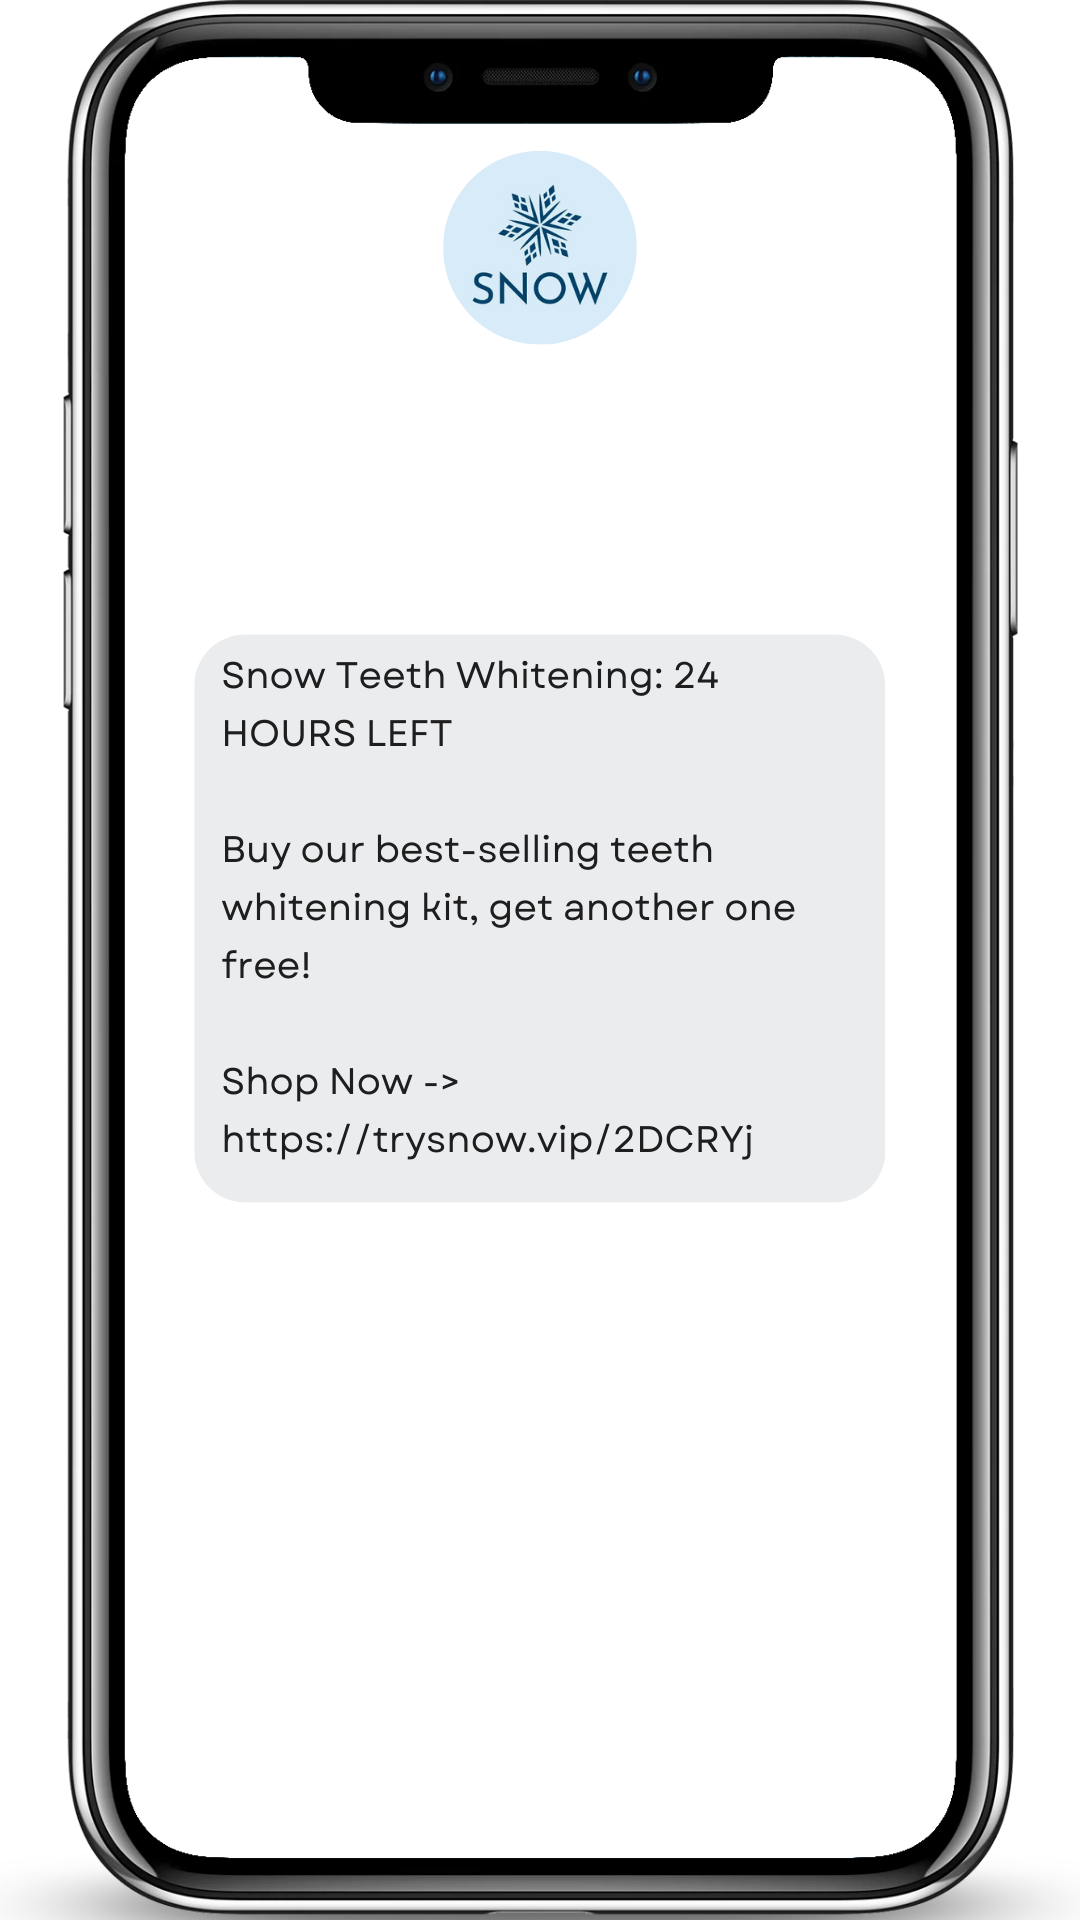 SNOW
Snow Teeth Whitening: 24
HOURS LEFT
Buy our best-selling teeth
whitening kit, get another one
free!
Shop Now ->
https://trysnow.vip/2DCRYj